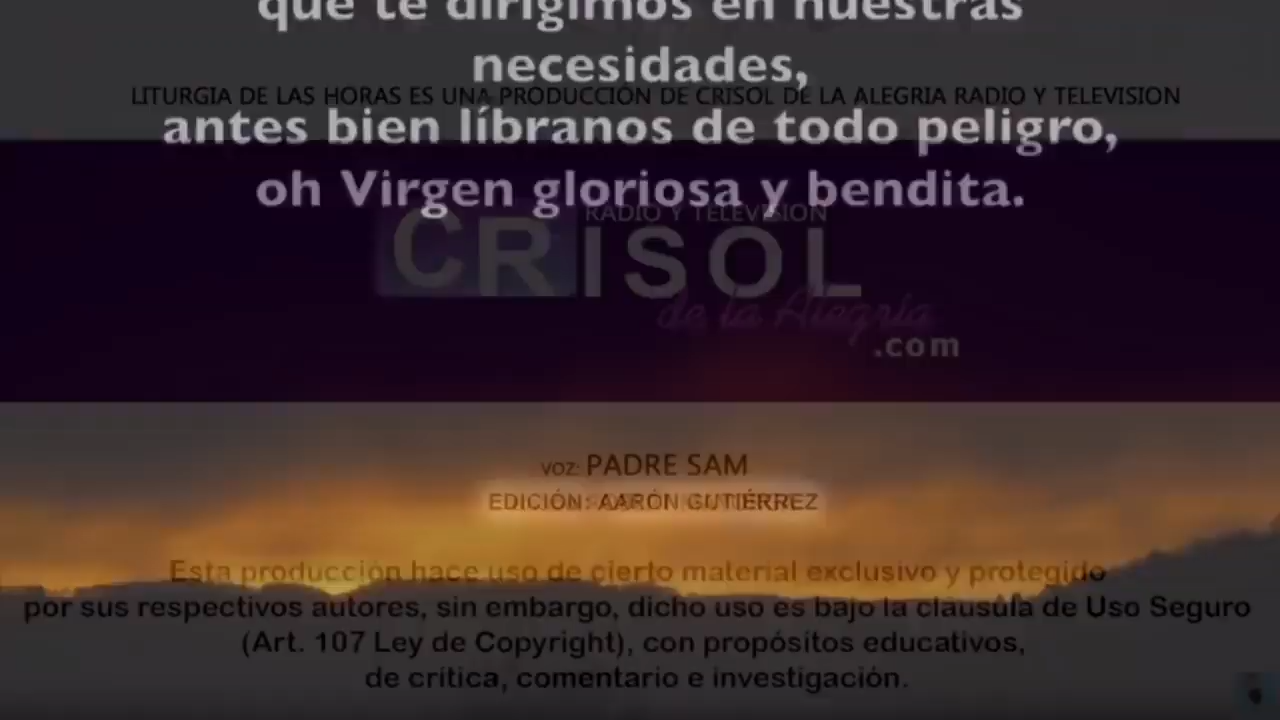 que te dirigimos en nuestras
necesidades,
LITURGIA DE LAS HORAS ES UNA PRODUCCIÓN DE CRISOL DE LA ALEGRIA RADIO Y TELEVISION
antes bien líbranos de todo peligro,
oh Virgen gloriosa y bendita.
RADIO Y TELEVISION
CRISOL
de la Alegría
.com
VOZ: PADRE SAM
EDICIÓN: AARÓN GUTIÉRREZ
Esta producción hace uso de cierto material exclusivo y protegido
por sus respectivos autores, sin embargo, dicho uso es bajo la clausula de Uso Seguro
(Art. 107 Ley de Copyright), con propósitos educativos,
de crítica, comentario e investigación.